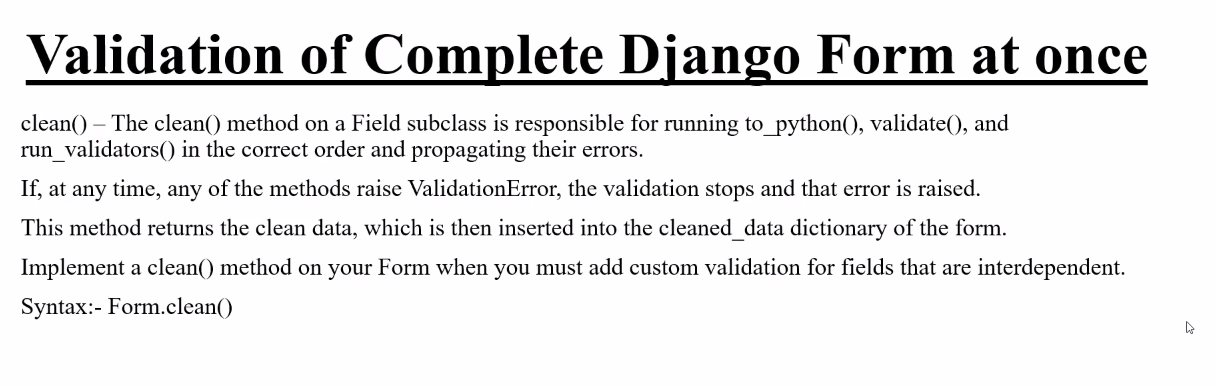 Validation of Complete Django Form at once
clean() – The clean() method on a Field subclass is responsible for running to_python(), validate(), and
run_validators() in the correct order and propagating their errors.
If, at any time, any of the methods raise ValidationError, the validation stops and that error is raised.
This method returns the clean data, which is then inserted into the cleaned_data dictionary of the form.
Implement a clean() method on your Form when you must add custom validation for fields that are interdependent.
Syntax:- Form.clean()